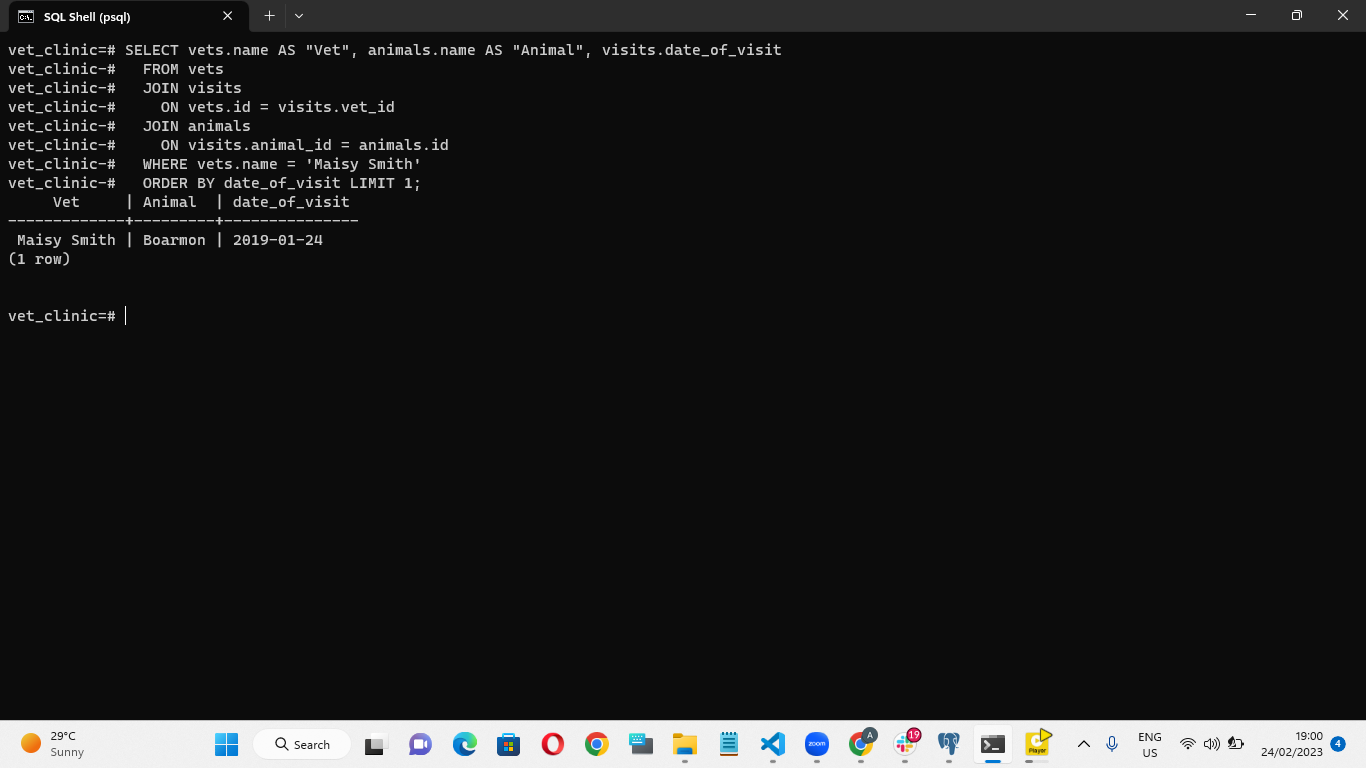 SQL Shell (psql)
vet_clinic=# SELECT vets.name AS "Vet", animals.name AS "Animal", visits.date_of_visit
vet_clinic-#   FROM vets
vet_clinic-#   JOIN visits
vet_clinic-#     ON vets.id = visits.vet_id
vet_clinic-#   JOIN animals
vet_clinic-#     ON visits.animal_id = animals.id
vet_clinic-#   WHERE vets.name = 'Maisy Smith'
vet_clinic-#   ORDER BY date_of_visit LIMIT 1;
     Vet     | Animal  | date_of_visit
-------------+---------+---------------
 Maisy Smith | Boarmon | 2019-01-24
(1 row)
vet_clinic=#
29°C
Sunny
Search
zoom
A
19
Player
ENG
US
19:00
24/02/2023
4